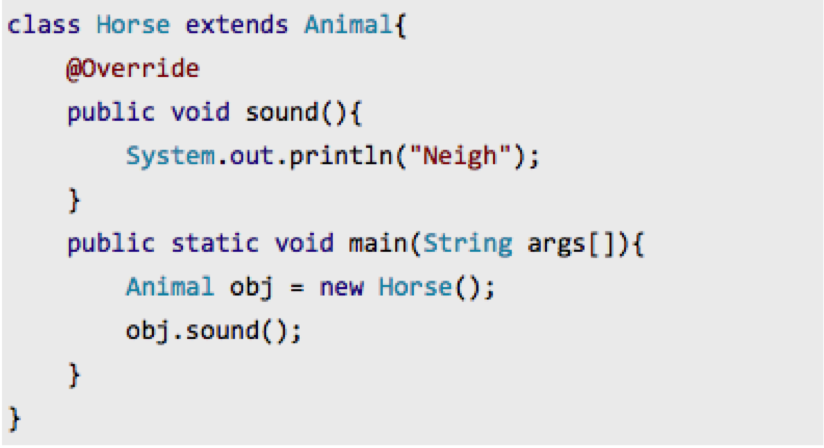 class Horse extends Animal{
    @Override
    public void sound(){
        System.out.println("Neigh");
    }
    public static void main(String args[]){
        Animal obj = new Horse();
        obj.sound();
    }
}